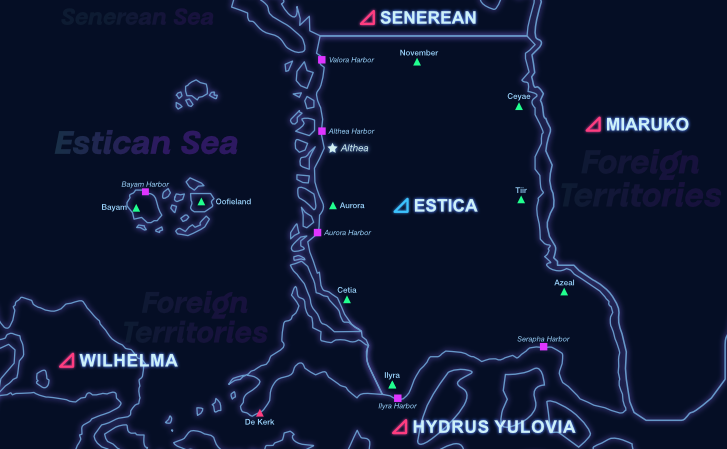 Senerean Sea
SENEREAN
November
Valora Harbor
Ceyae
MIARUKO
Althea Harbor
Estican Sea
Althea
Foreign
Territories
Bayam Harbor
Bayam
Oofieland
Aurora
ESTICA
Tiir
Aurora Harbor
Cetia
Azeal
Foreign
Territories
Serapha Harbor
WILHELMA
Ilyra
Ilyra Harbor
De Kerk
HYDRUS YULOVIA